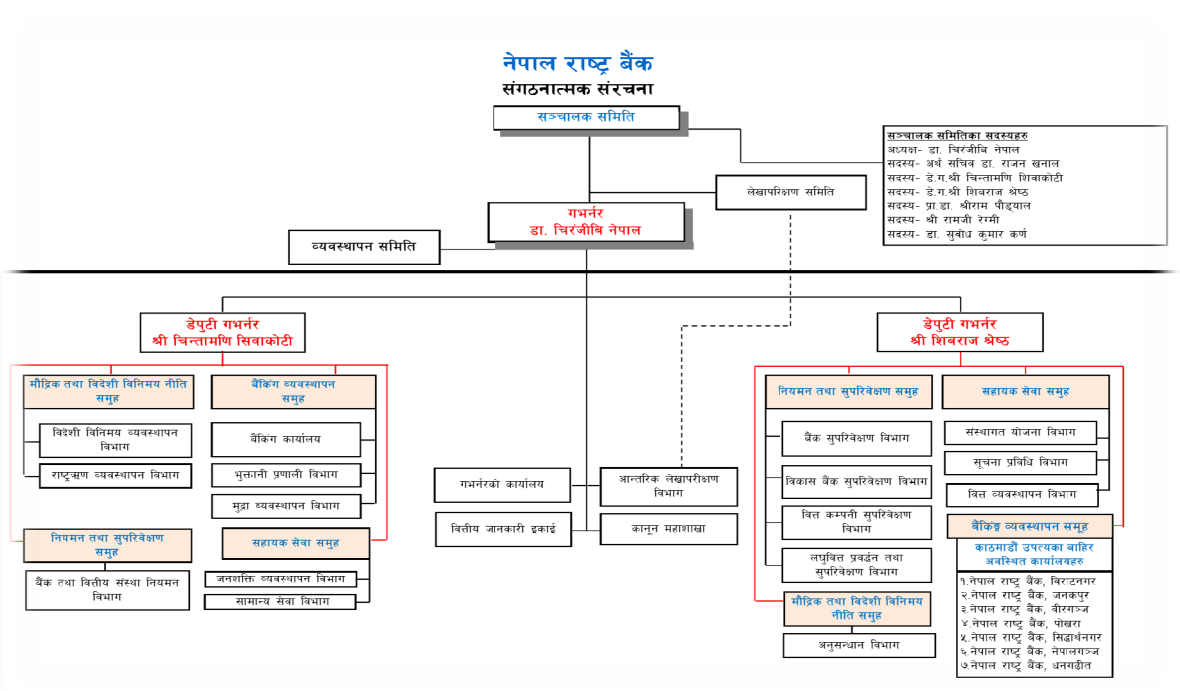 नेपाल राष्ट्र बैंक
संगठनात्मक संरचना
सञ्चालक समिति
सञ्चालक समितिका सदस्यहरु
अध्यक्ष- डा. चिरंजीबि नेपाल
सदस्य- अर्थ सचिव डा. राजन खनाल
सदस्य- डे.ग.श्री चिन्तामणि शिवाकोटी
सदस्य- डे.ग.श्री शिबराज श्रेष्ठ
सदस्य- प्रा.डा. श्रीराम पौड्याल
सदस्य- श्री रामजी रेग्मी
सदस्य- डा. सुबोध कुमार कर्ण
लेखापरिक्षण समिति
गभर्नर
डा. चिरंजीबि नेपाल
व्यवस्थापन समिति
डेपुटी गभर्नर
श्री चिन्तामणि सिवाकोटी
मौद्रिक तथा विदेशी विनिमय नीति
समुह
विदेशी विनिमय व्यवस्थापन
विभाग
राष्ट्रऋण व्यवस्थापन विभाग
बैंकिंग व्यवस्थापन
समुह
बैंकिंग कार्यालय
भुक्तानी प्रणाली विभाग
मुद्रा व्यवस्थापन विभाग
नियमन तथा सुपरिवेक्षण
समुह
बैंक तथा वित्तीय संस्था नियमन
विभाग
सहायक सेवा समुह
जनशक्ति व्यवस्थापन विभाग
सामान्य सेवा विभाग
गभर्नरको कार्यालय
आन्तरिक लेखापरीक्षण
विभाग
वित्तीय जानकारी इकाई
कानून महाशाखा
डेपुटी गभर्नर
श्री शिबराज श्रेष्ठ
नियमन तथा सुपरिवेक्षण समुह
बैंक सुपरिवेक्षण विभाग
विकास बैंक सुपरिवेक्षण विभाग
वित्त कम्पनी सुपरिवेक्षण
विभाग
लघुवित्त प्रवर्द्धन तथा
सुपरिवेक्षण विभाग
मौद्रिक तथा विदेशी विनिमय
नीति समुह
अनुसन्धान विभाग
सहायक सेवा समुह
संस्थागत योजना विभाग
सूचना प्रविधि विभाग
वित्त व्यवस्थापन विभाग
बैंकिङ्ग व्यवस्थापन समूह
काठमाडौं उपत्यका बाहिर
अवस्थित कार्यालयहरु
१.नेपाल राष्ट्र बैंक, विराटनगर
२.नेपाल राष्ट्र बैंक, जनकपुर
३.नेपाल राष्ट्र बैंक, वीरगञ्ज
४.नेपाल राष्ट्र बैंक, पोखरा
५.नेपाल राष्ट्र बैंक, सिद्धार्थनगर
६.नेपाल राष्ट्र बैंक, नेपालगञ्ज
७.नेपाल राष्ट्र बैंक, धनगढीत